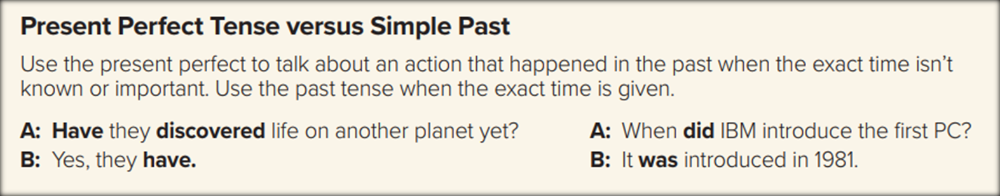 Present Perfect Tense versus Simple Past
Use the present perfect to talk about an action that happened in the past when the exact time isn't
known or important. Use the past tense when the exact time is given.
A: Have they discovered life on another planet yet?
B: Yes, they have.
A: When did IBM introduce the first PC?
B: It was introduced in 1981.